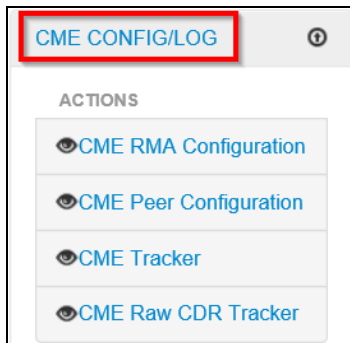 CME CONFIG/LOG
ACTIONS
CME RMA Configuration
CME Peer Configuration
CME Tracker
CME Raw CDR Tracker